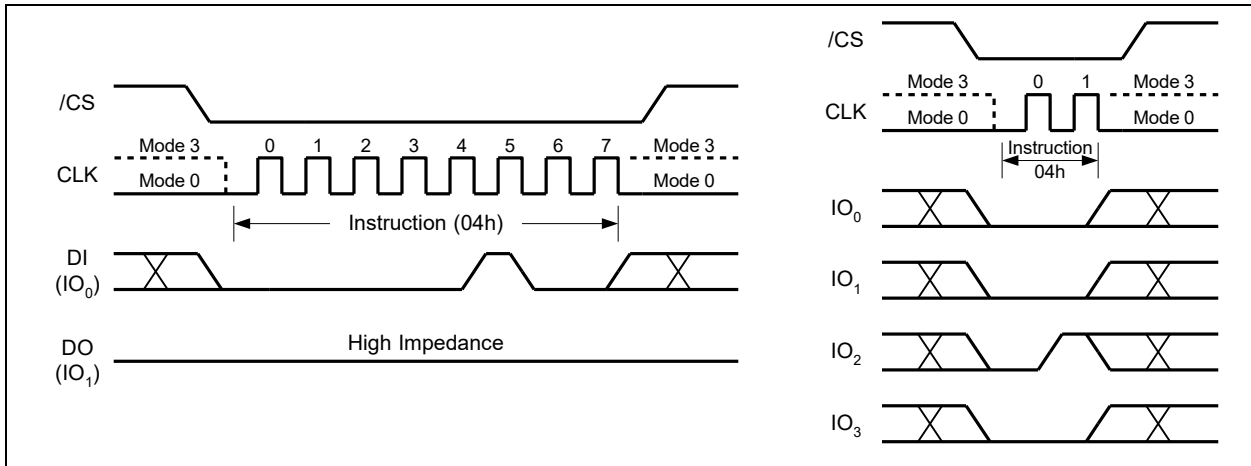 /CS
Mode 3 0 1 2 3 4 5 6 7 Mode 3
CLK
Mode 0 Mode 0
Instruction (04h)
DI
(IO0)
High Impedance
DO
(IO1)
/CS
Mode 3 0 1 Mode 3
CLK
Mode 0 Mode 0
Instruction
04h
IO0
IO1
IO2
IO3